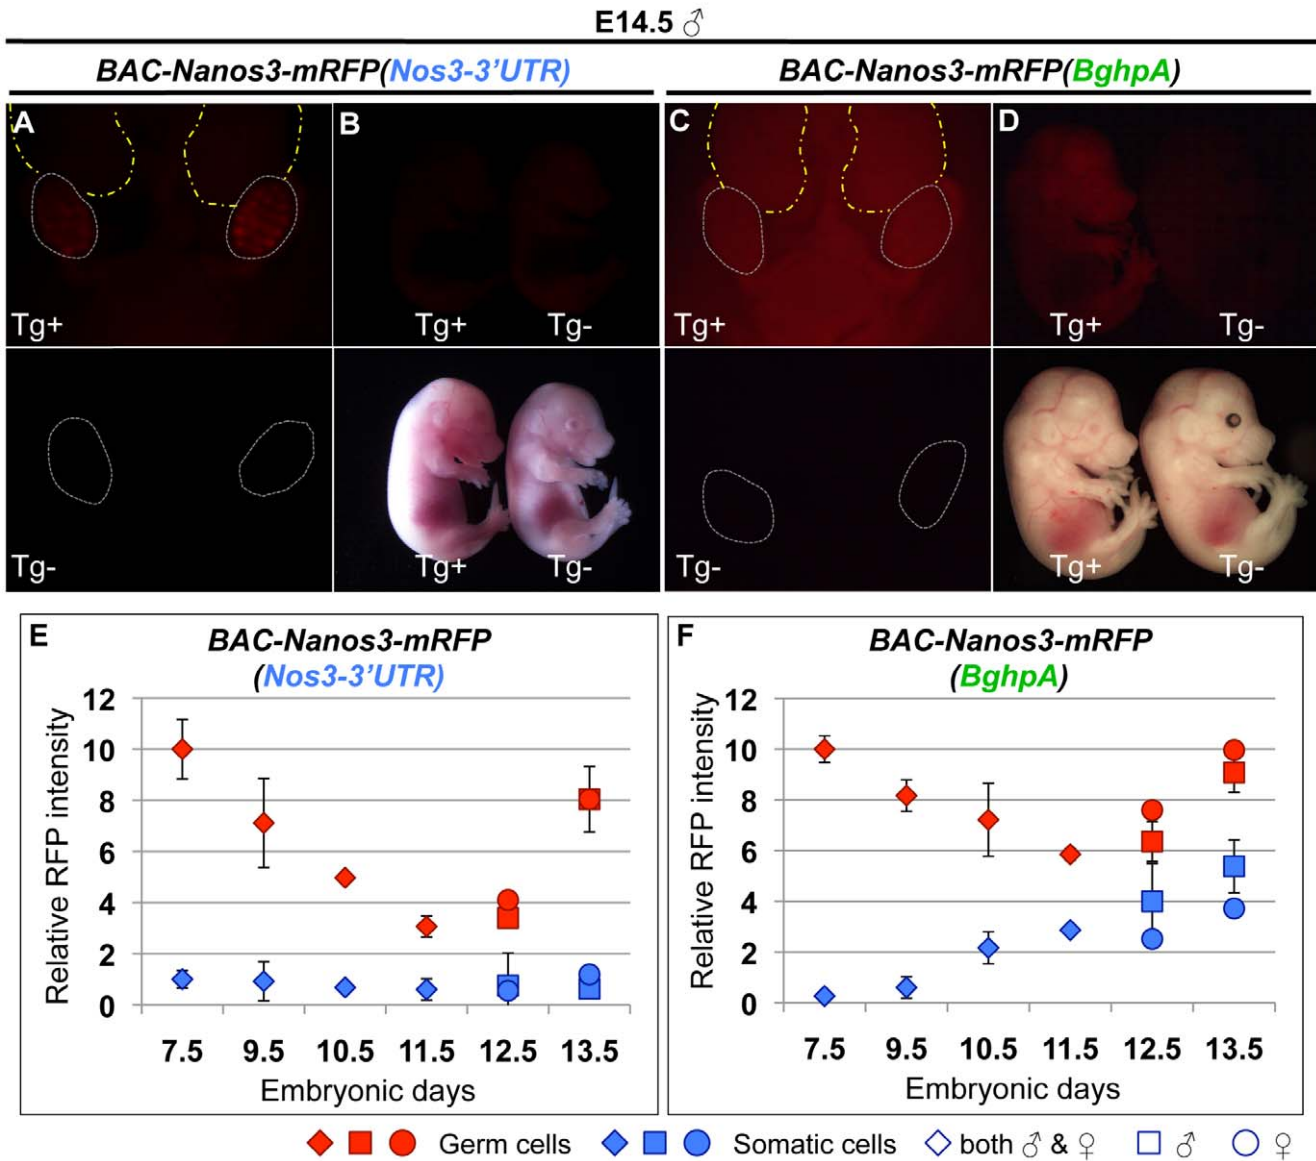 E14.5 ♂
BAC-Nanos3-mRFP(Nos3-3’UTR)
BAC-Nanos3-mRFP(BghpA)
A
B
C
D
Tg+
Tg+
Tg-
Tg+
Tg+
Tg-
Tg-
Tg+
Tg-
Tg-
Tg+
Tg-
E
BAC-Nanos3-mRFP
(Nos3-3’UTR)
Relative RFP intensity
12
10
8
6
4
2
0
7.5 9.5 10.5 11.5 12.5 13.5
Embryonic days
F
BAC-Nanos3-mRFP
(BghpA)
Relative RFP intensity
12
10
8
6
4
2
0
7.5 9.5 10.5 11.5 12.5 13.5
Embryonic days
Germ cells Somatic cells both ♂ & ♀ ♂ ♀